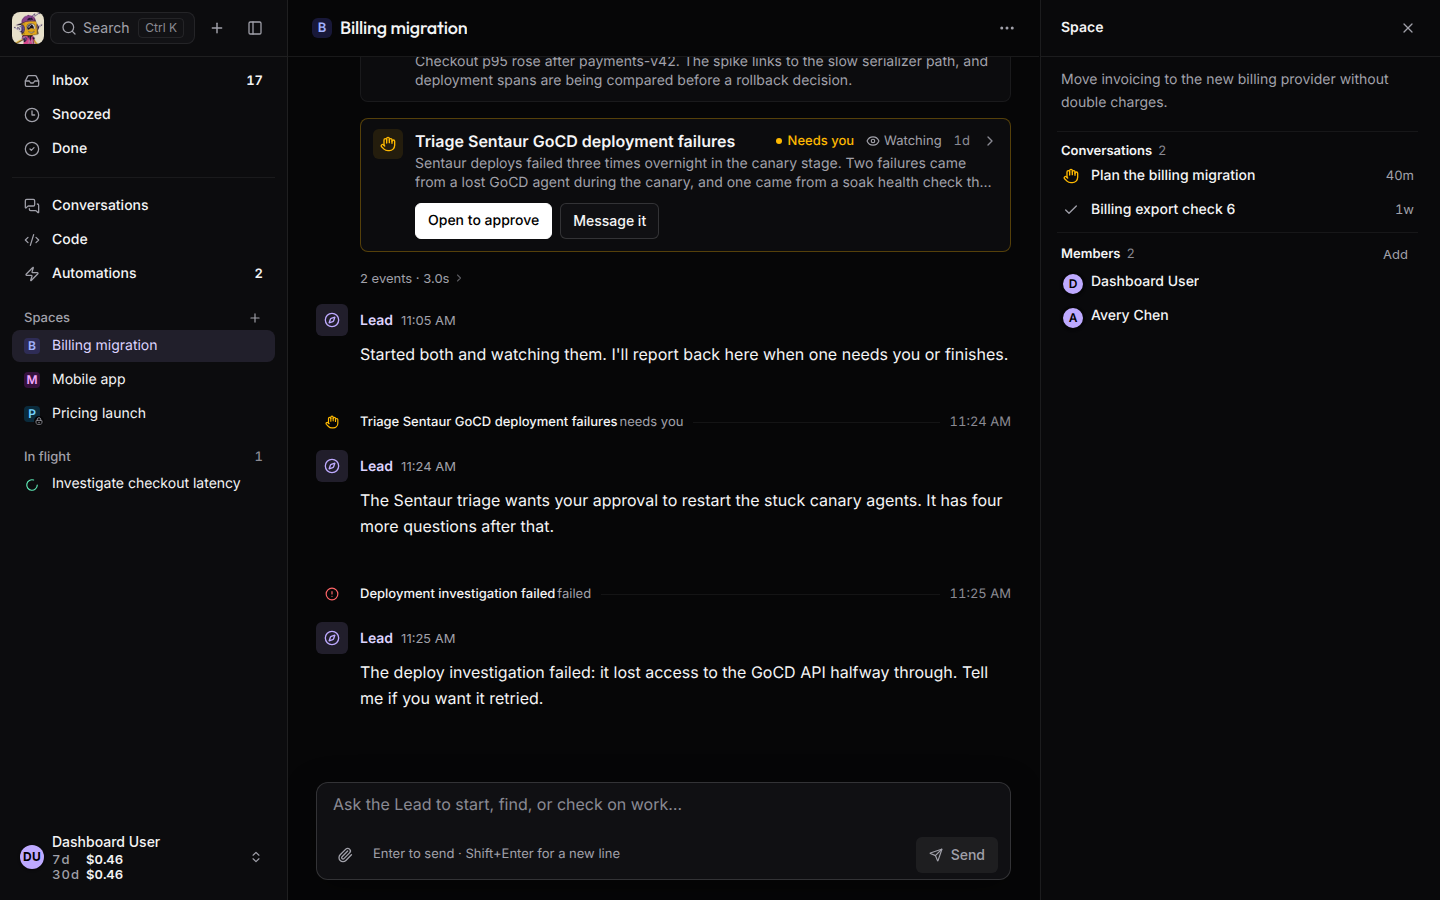 Search Ctrl K
Inbox 17
Snoozed
Done
Conversations
Code
Automations 2
Spaces
B Billing migration
M Mobile app
P Pricing launch
In flight 1
Investigate checkout latency
DU Dashboard User
7d $0.46
30d $0.46
B Billing migration
Checkout p95 rose after payments-v42. The spike links to the slow serializer path, and
deployment spans are being compared before a rollback decision.
Triage Sentaur GoCD deployment failures Needs you Watching 1d
Sentaur deploys failed three times overnight in the canary stage. Two failures came
from a lost GoCD agent during the canary, and one came from a soak health check th...
Open to approve Message it
2 events · 3.0s
Lead 11:05 AM
Started both and watching them. I'll report back here when one needs you or finishes.
Triage Sentaur GoCD deployment failures needs you 11:24 AM
Lead 11:24 AM
The Sentaur triage wants your approval to restart the stuck canary agents. It has four
more questions after that.
Deployment investigation failed failed 11:25 AM
Lead 11:25 AM
The deploy investigation failed: it lost access to the GoCD API halfway through. Tell
me if you want it retried.
Ask the Lead to start, find, or check on work...
Enter to send · Shift+Enter for a new line Send
Space
Move invoicing to the new billing provider without
double charges.
Conversations 2
Plan the billing migration 40m
Billing export check 6 1w
Members 2 Add
D Dashboard User
A Avery Chen